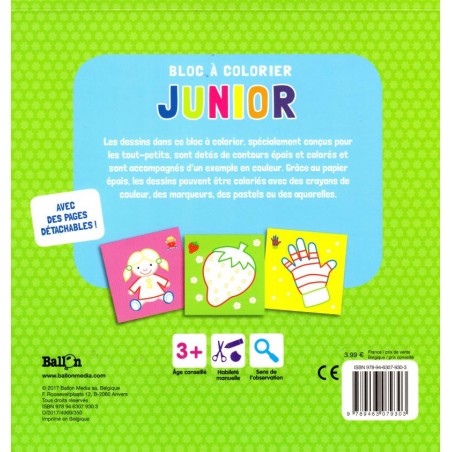 BLOC À COLORIER
JUNIOR
Les dessins dans ce bloc à colorier, spécialement conçus pour
les tout-petits, sont dotés de contours épais et colorés et
sont accompagnés d'un exemple en couleur. Grâce au papier
épais, les dessins peuvent être coloriés avec des crayons de
couleur, des marqueurs, des pastels ou des aquarelles.
AVEC
DES PAGES
DÉTACHABLES !
3+
Âge conseillé
Habileté
manuelle
Sens de
l'observation
Ballon
www.ballonmedia.com
© 2017 Ballon Media sa, Belgique
F. Rooseveltplaats 12, B-2060 Anvers
Tous droits réservés
ISBN 978 94 6307 930 3
D/2017/4969/350
Imprimé en Belgique
3,99 €
France / prix de vente
Belgique / prix conseillé
CE
ISBN 978-94-6307-930-3
9 789463 079303